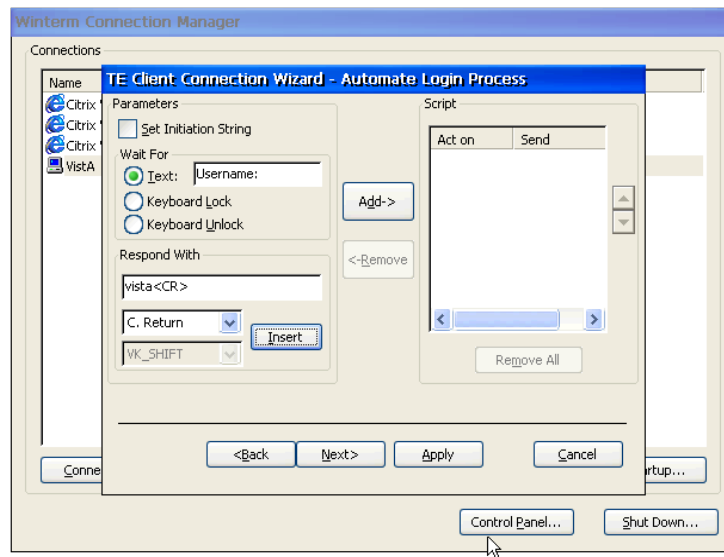 Winterm Connection Manager
Connections
Name
Citrix
Citrix
Citrix
VistA
TE Client Connection Wizard - Automate Login Process
Parameters
Set Initiation String
Wait For
Text: Username:
Keyboard Lock
Keyboard Unlock
Respond With
vista<CR>
C. Return
Insert
VK_SHIFT
Add->
<-Remove
Script
Act on Send
Remove All
<Back Next> Apply Cancel
Conne
rtup...
Control Panel... Shut Down...